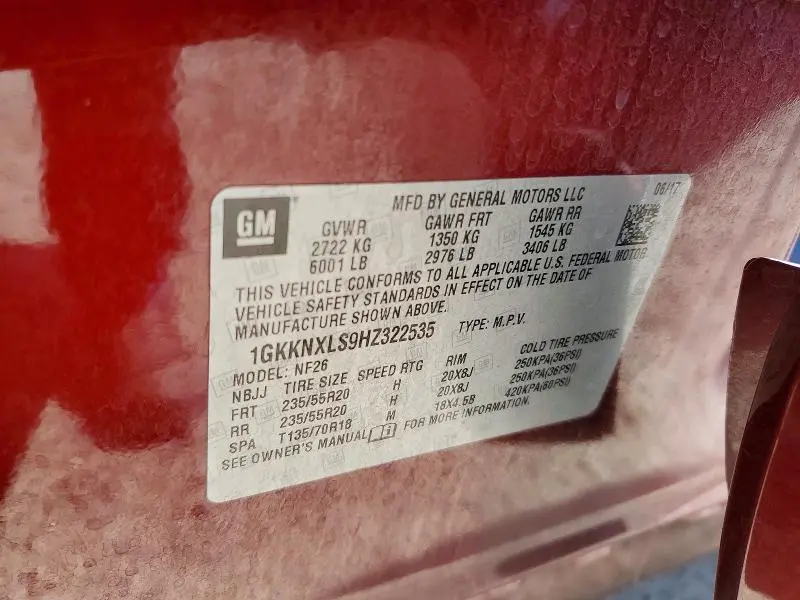 GM
MFD BY GENERAL MOTORS LLC 06/17
GVWR GAWR FRT GAWR RR
2722 KG 1350 KG 1545 KG
6001 LB 2976 LB 3406 LB
THIS VEHICLE CONFORMS TO ALL APPLICABLE U.S. FEDERAL MOTOR
VEHICLE SAFETY STANDARDS IN EFFECT ON THE DATE OF
MANUFACTURE SHOWN ABOVE.
1GKKNXLS9HZ322535 TYPE: M.P.V.
MODEL: NF26
NBJJ TIRE SIZE SPEED RTG RIM COLD TIRE PRESSURE
FRT 235/55R20 H 20X8J 250KPA(36PSI)
RR 235/55R20 H 20X8J 250KPA(36PSI)
SPA T135/70R18 M 18X4.5B 420KPA(60PSI)
SEE OWNER'S MANUAL FOR MORE INFORMATION.